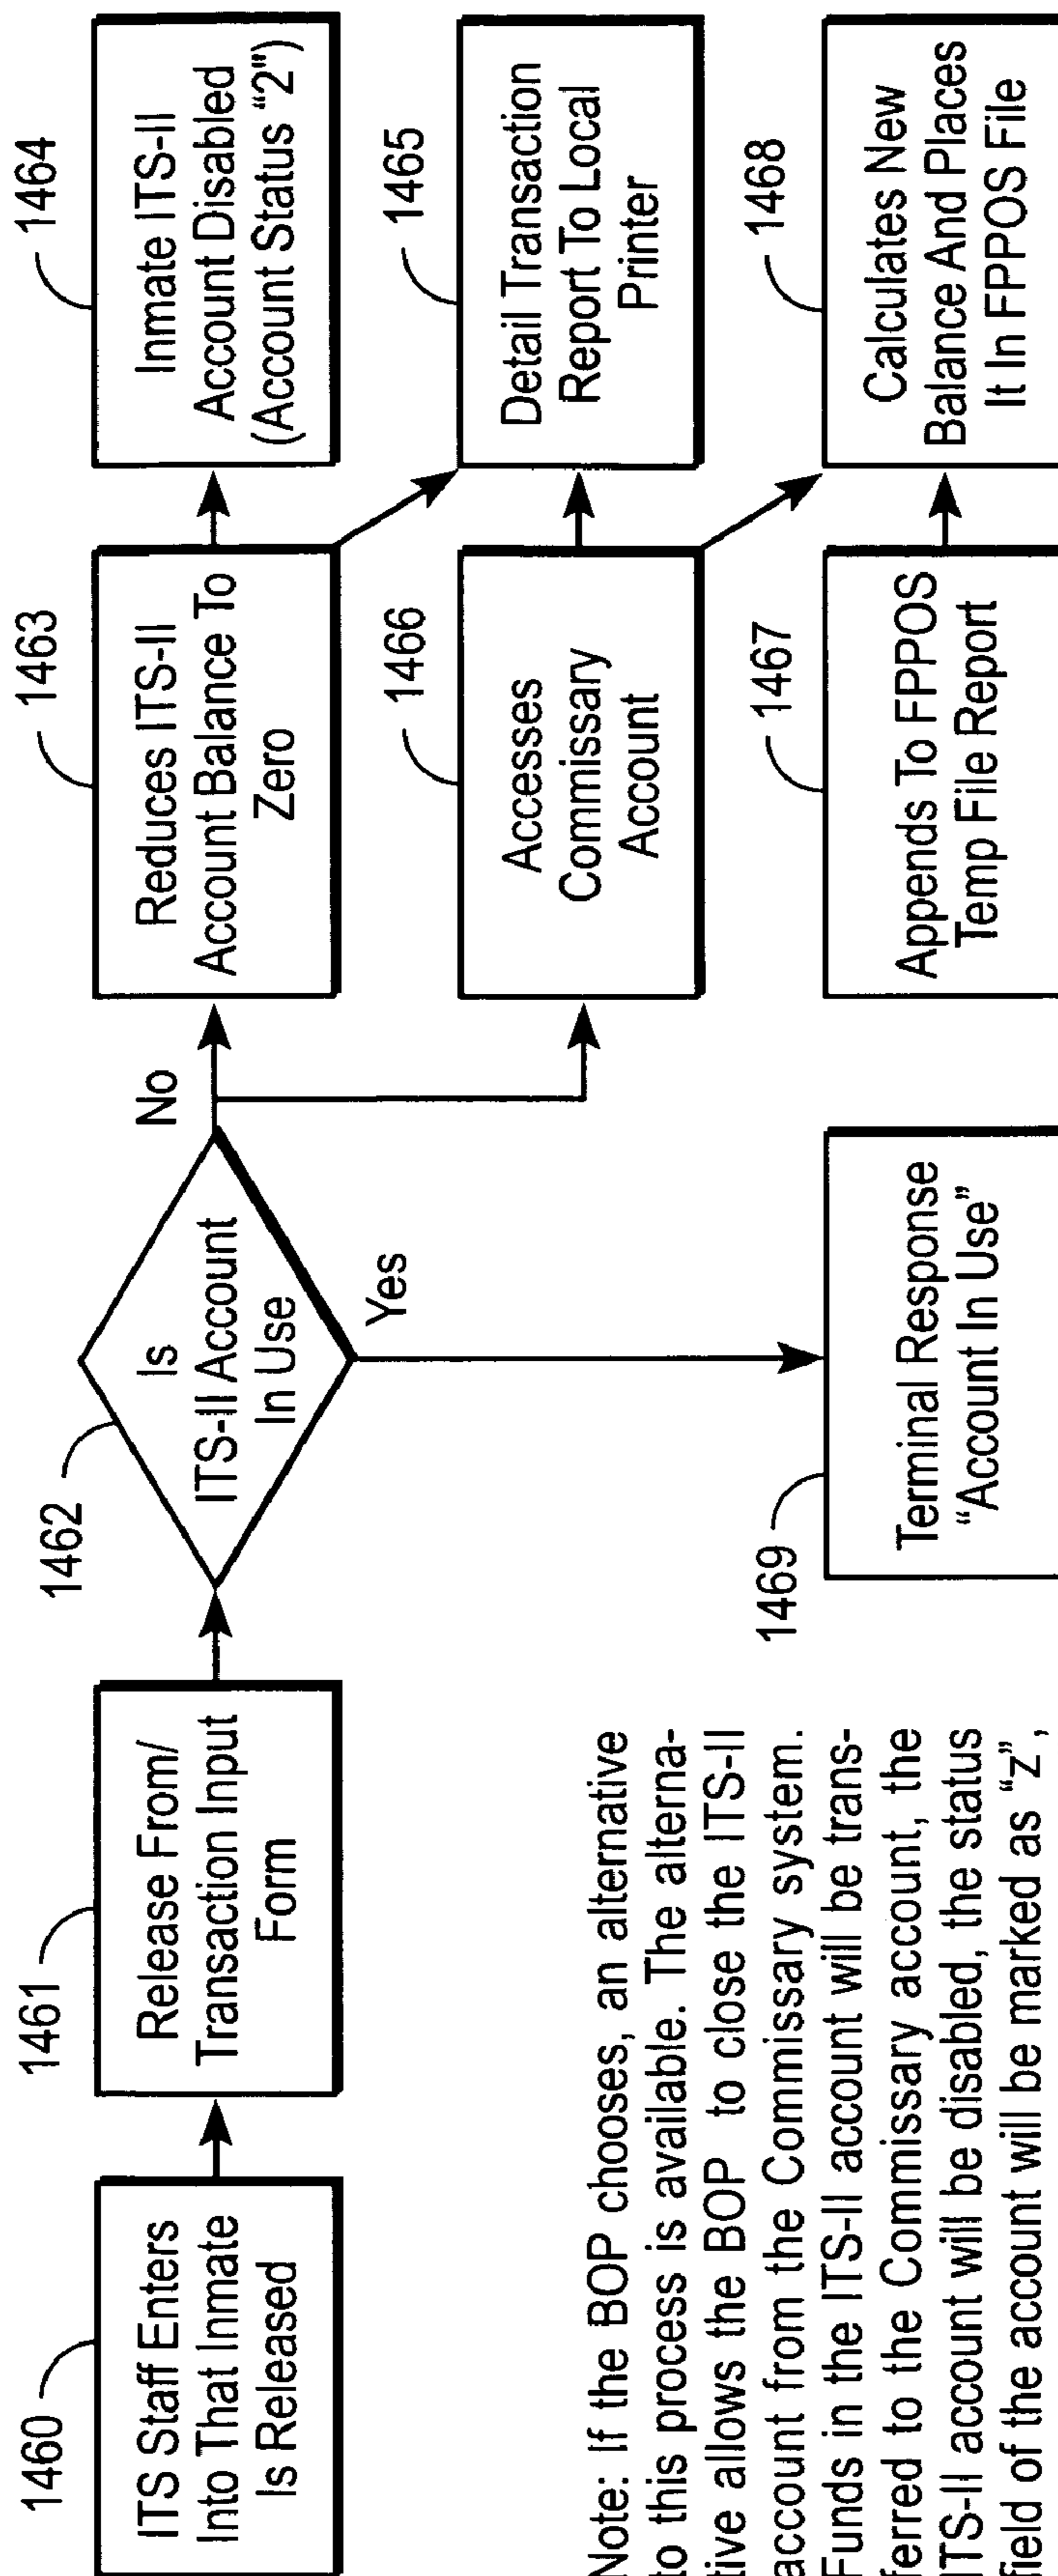 1460
ITS Staff Enters
Into That Inmate
Is Released
1461
Release From/
Transaction Input
Form
1462
Is
ITS-II Account
In Use
No
Yes
1463
Reduces ITS-II
Account Balance To
Zero
1464
Inmate ITS-II
Account Disabled
(Account Status “2")
1466
Accesses
Commissary
Account
1465
Detail Transaction
Report To Local
Printer
1467
Appends To FPPOS
Temp File Report
1468
Calculates New
Balance And Places
It In FPPOS File
1469
Terminal Response
“Account In Use”
Note: If the BOP chooses, an alternative
to this process is available. The alterna-
tive allows the BOP to close the ITS-II
account from the Commissary system.
Funds in the ITS-II account will be trans-
ferred to the Commissary account, the
ITS-II account will be disabled, the status
field of the account will be marked as “z”,